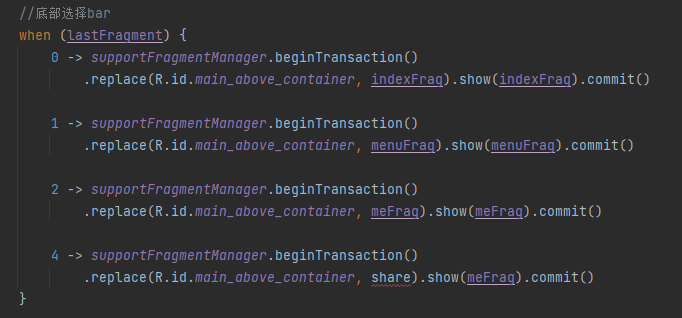 //底部选择bar
when (lastFragment) {
0 -> supportFragmentManager.beginTransaction()
.replace(R.id.main_above_container, indexFrag).show(indexFrag).commit()
1 -> supportFragmentManager.beginTransaction()
.replace(R.id.main_above_container, menuFrag).show(menuFrag).commit()
2 -> supportFragmentManager.beginTransaction()
.replace(R.id.main_above_container, meFrag).show(meFrag).commit()
4 -> supportFragmentManager.beginTransaction()
.replace(R.id.main_above_container, share).show(meFrag).commit()
}